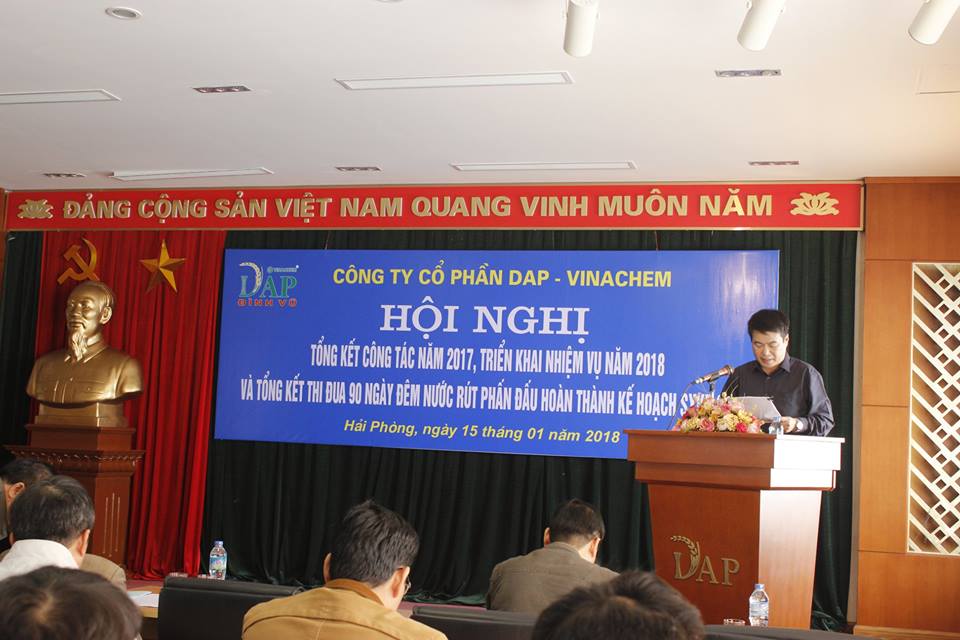 ĐẢNG CỘNG SẢN VIỆT NAM QUANG VINH MUÔN NĂM
VINACHEM
DAP
ĐÌNH VŨ
CÔNG TY CỔ PHẦN DAP - VINACHEM
HỘI NGHỊ
TỔNG KẾT CÔNG TÁC NĂM 2017, TRIỂN KHAI NHIỆM VỤ NĂM 2018
VÀ TỔNG KẾT THI ĐUA 90 NGÀY ĐÊM NƯỚC RÚT PHẤN ĐẤU HOÀN THÀNH KẾ HOẠCH
Hải Phòng, ngày 15 tháng 01 năm 2018
DAP